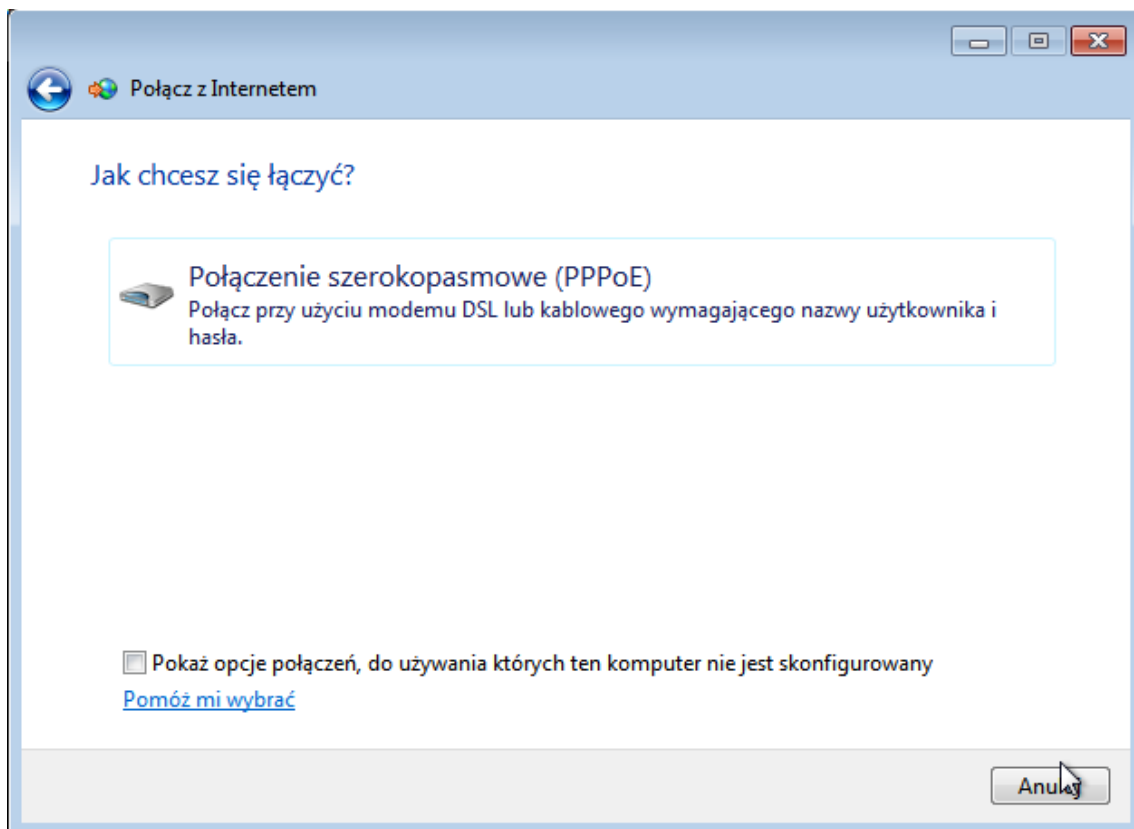 Połącz z Internetem
Jak chcesz się łączyć?
Połączenie szerokopasmowe (PPPoE)
Połącz przy użyciu modemu DSL lub kablowego wymagającego nazwy użytkownika i
hasła.
Pokaż opcje połączeń, do używania których ten komputer nie jest skonfigurowany
Pomóż mi wybrać
Anuluj